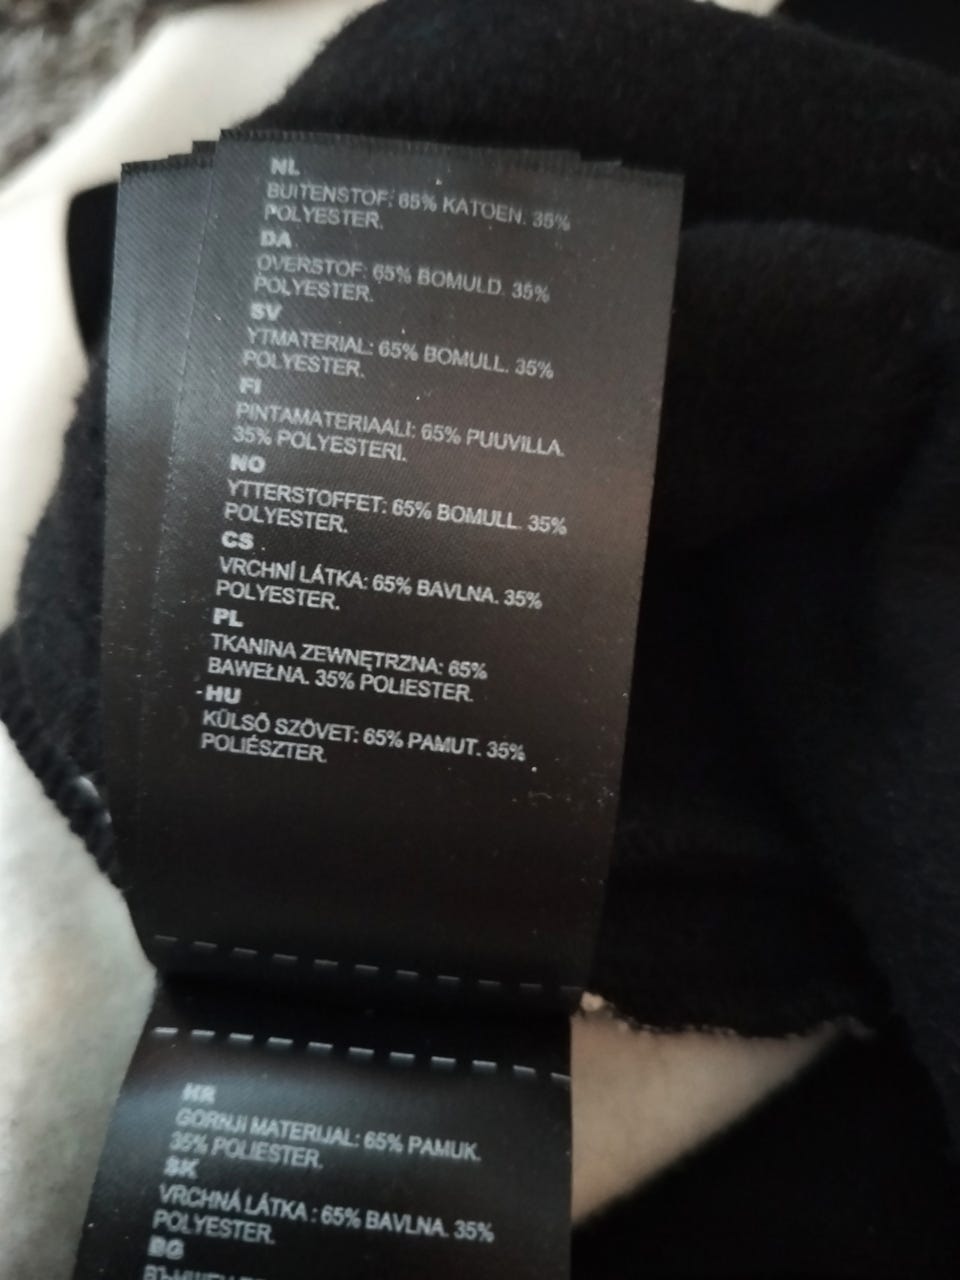 NL
BUITENSTOF: 65% KATOEN. 35%
POLYESTER.
DA
OVERSTOF: 65% BOMULD. 35%
POLYESTER.
SV
YTMATERIAL: 65% BOMULL. 35%
POLYESTER.
FI
PINTAMATERIAALI: 65% PUUVILLA.
35% POLYESTERI.
NO
YTTERSTOFFET: 65% BOMULL. 35%
POLYESTER.
CS
VRCHNÍ LÁTKA: 65% BAVLNA. 35%
POLYESTER.
PL
TKANINA ZEWNĘTRZNA: 65%
BAWEŁNA. 35% POLIESTER.
HU
KÜLSŐ SZÖVET: 65% PAMUT. 35%
POLIÉSZTER.
HR
GORNJI MATERIJAL: 65% PAMUK.
35% POLIESTER.
SK
VRCHNÁ LÁTKA : 65% BAVLNA. 35%
POLYESTER.
BG